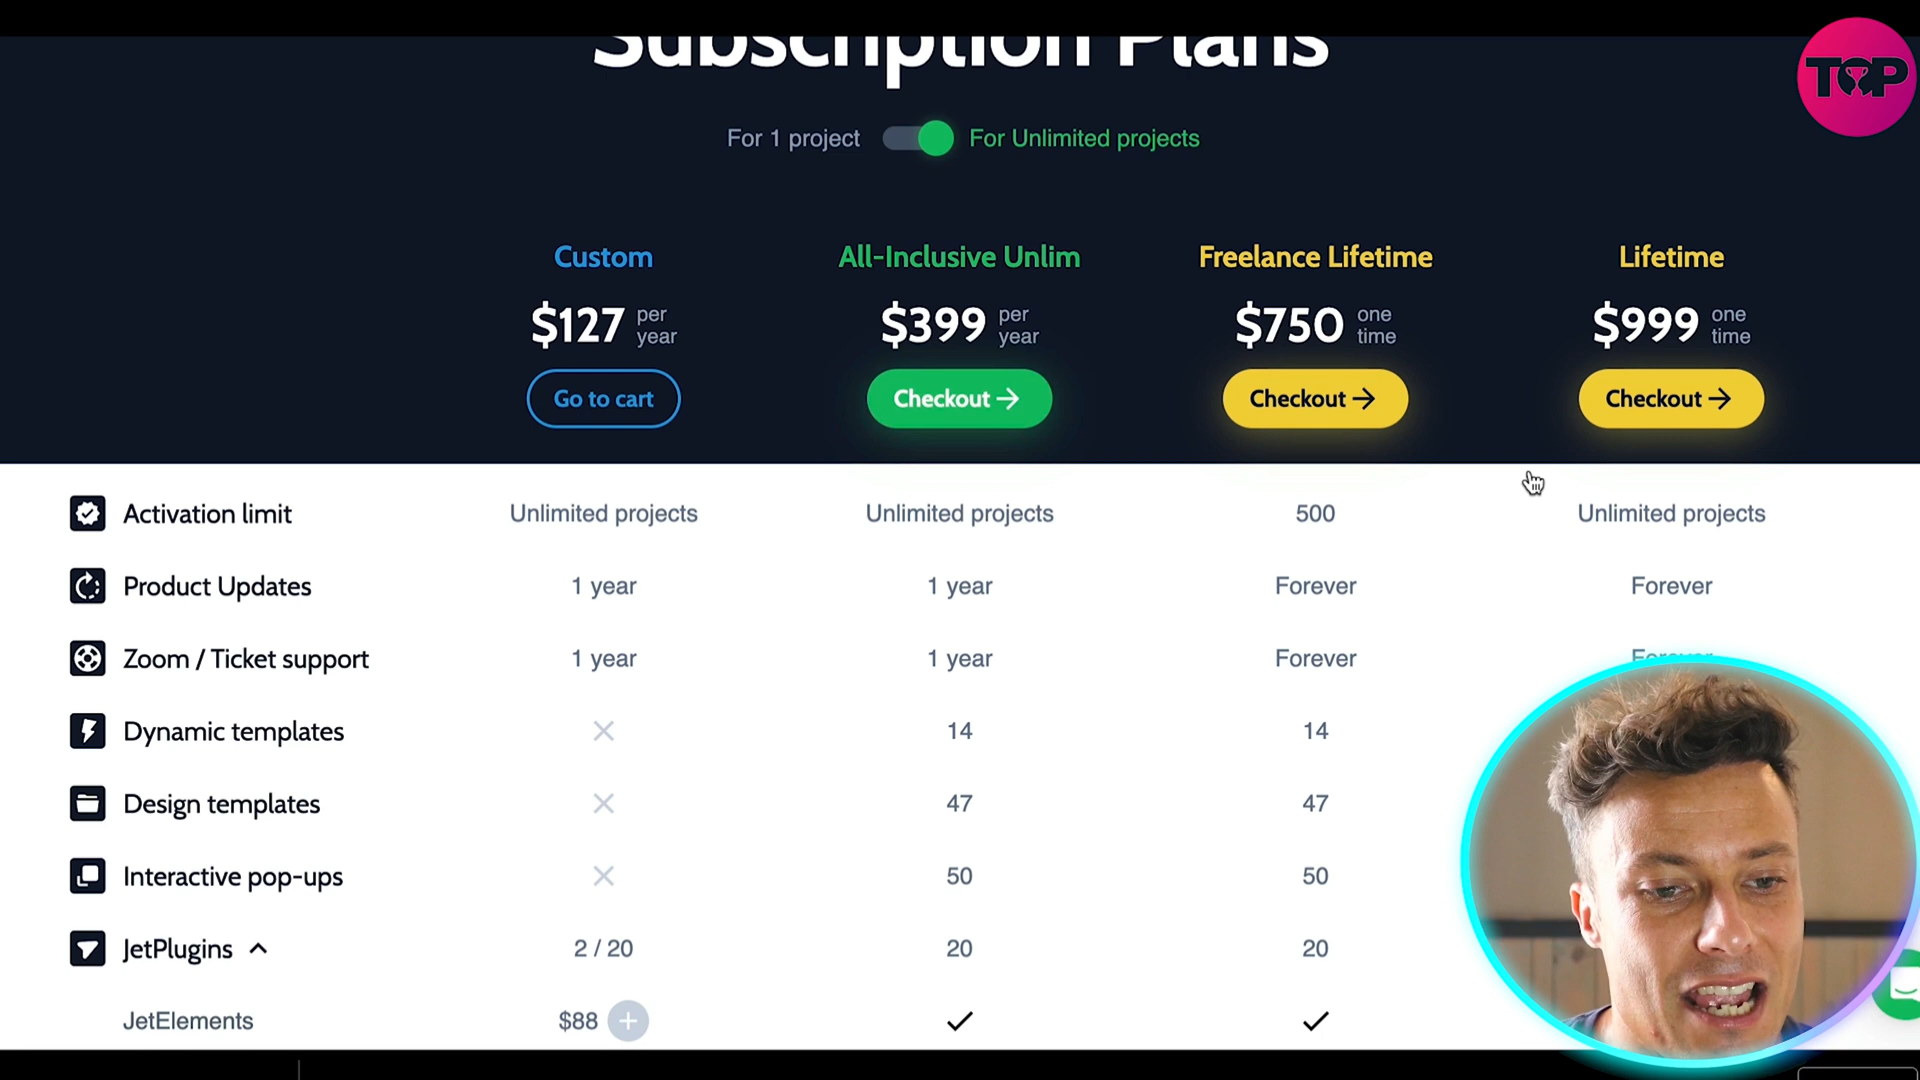 Subscription Plans
TOP
For 1 project For Unlimited projects
Custom All-Inclusive Unlim Freelance Lifetime Lifetime
$127 per year $399 per year $750 one time $999 one time
Go to cart Checkout → Checkout → Checkout →
Activation limit Unlimited projects Unlimited projects 500 Unlimited projects
Product Updates 1 year 1 year Forever Forever
Zoom / Ticket support 1 year 1 year Forever Forever
Dynamic templates 14 14
Design templates 47 47
Interactive pop-ups 50 50
JetPlugins 2 / 20 20 20
JetElements $88 +